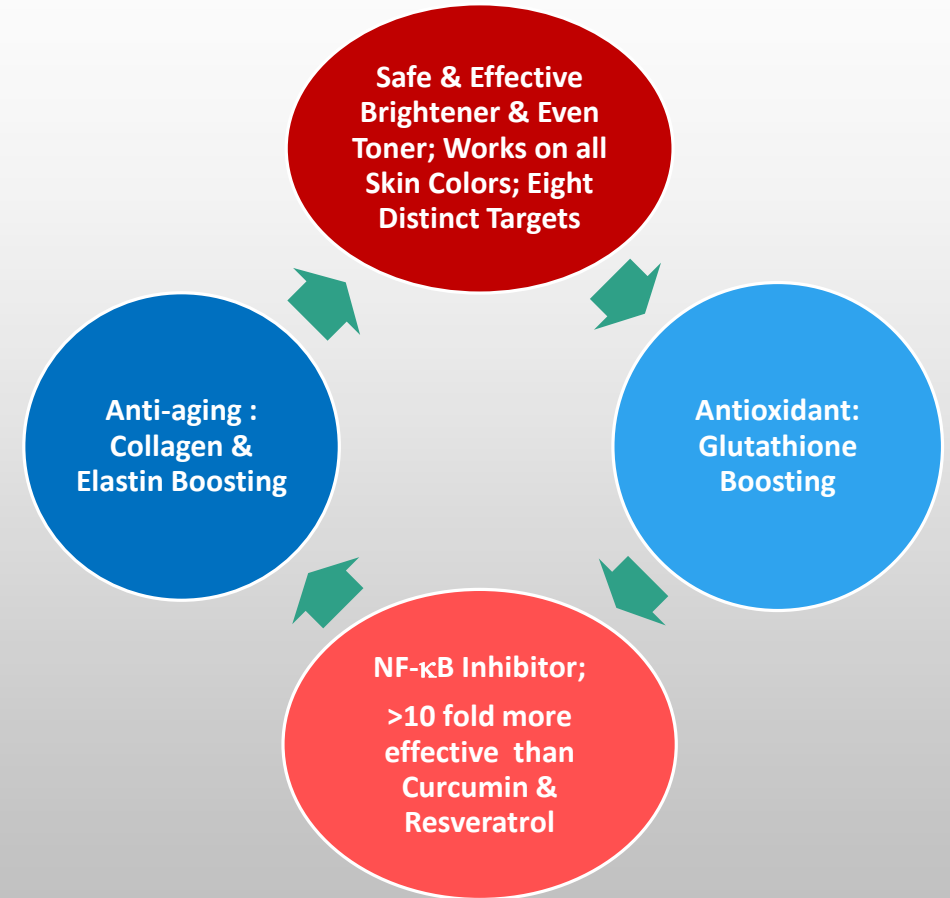 Safe & Effective
Brightener & Even
Toner; Works on all
Skin Colors; Eight
Distinct Targets
Antioxidant:
Glutathione
Boosting
NF-κB Inhibitor;
>10 fold more
effective than
Curcumin &
Resveratrol
Anti-aging :
Collagen &
Elastin Boosting